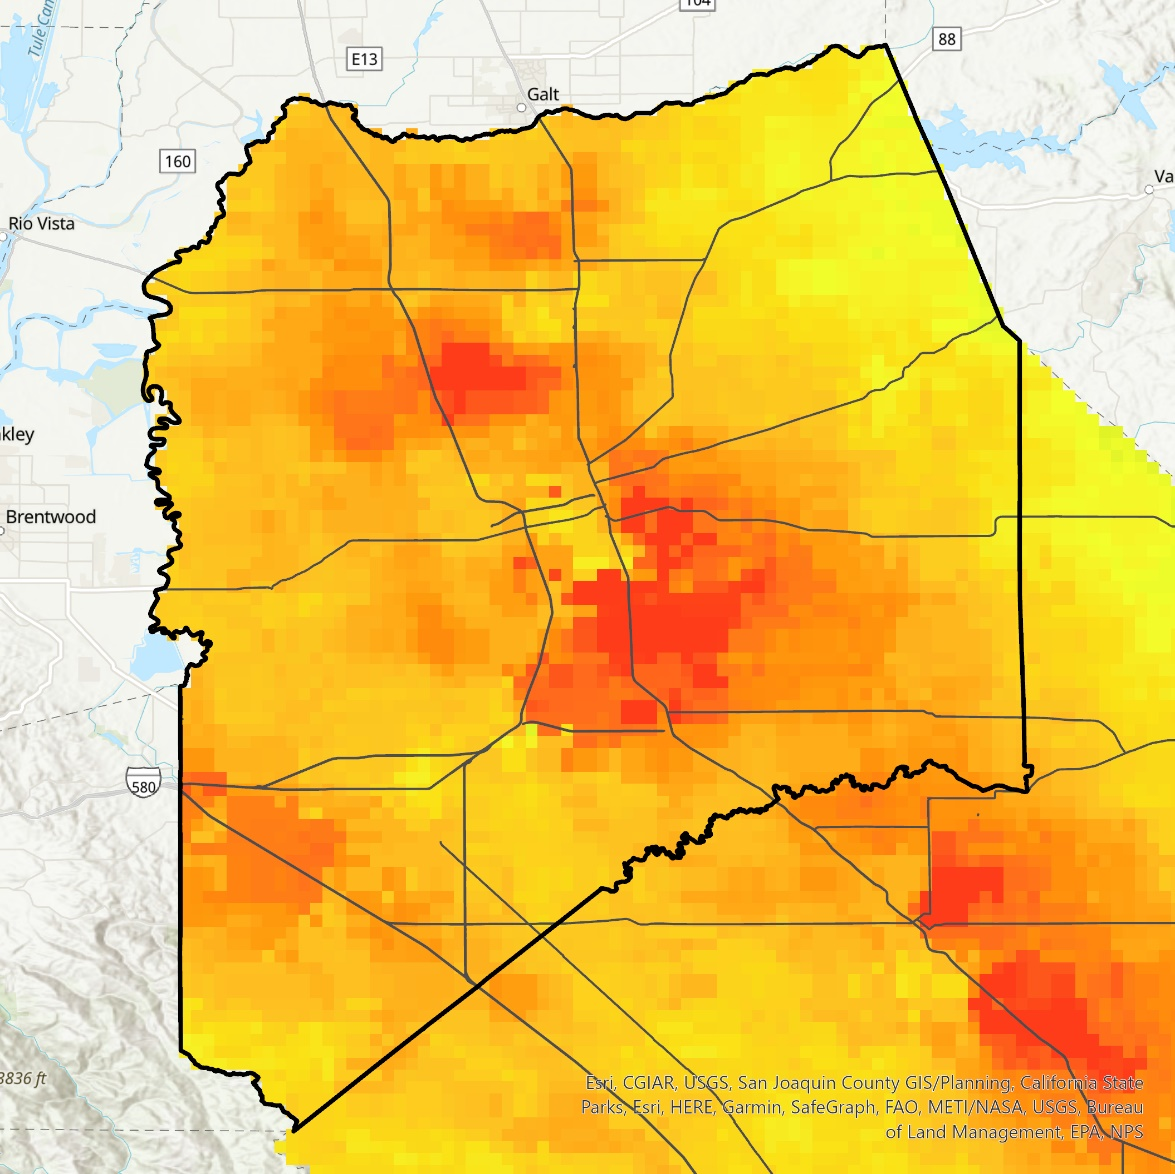 104
Tule Can
E13
88
Galt
160
Va
Rio Vista
kley
Brentwood
580
3836 ft
Esri, CGIAR, USGS, San Joaquin County GIS/Planning, California State
Parks, Esri, HERE, Garmin, SafeGraph, FAO, METI/NASA, USGS, Bureau
of Land Management, EPA, NPS